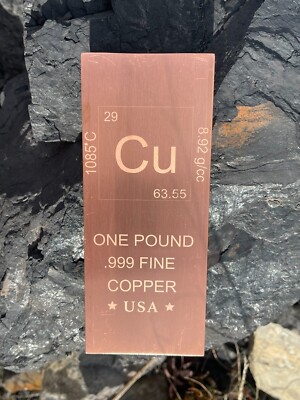 29
Cu
63.55
1085°C
8.92 g/cc
ONE POUND
.999 FINE
COPPER
★ USA ★